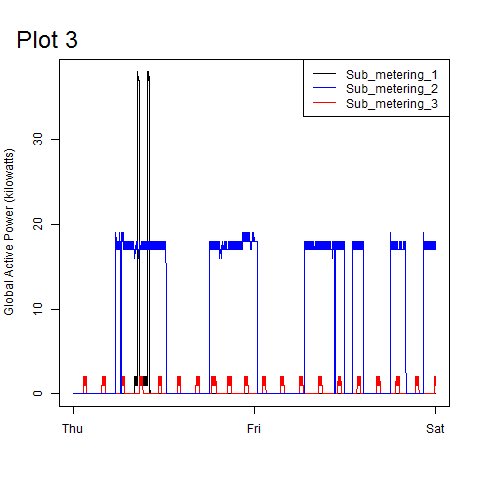 Plot 3
Sub_metering_1
Sub_metering_2
Sub_metering_3
Global Active Power (kilowatts)
30
20
10
0
Thu Fri Sat